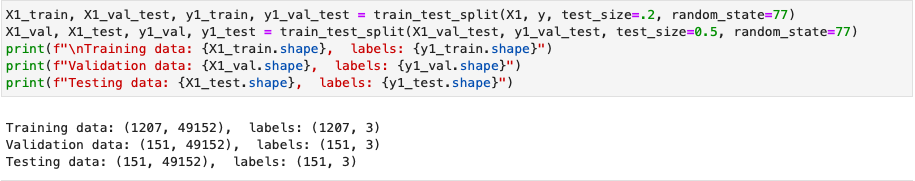 X1_train, X1_val_test, y1_train, y1_val_test = train_test_split(X1, y, test_size=.2, random_state=77)
X1_val, X1_test, y1_val, y1_test = train_test_split(X1_val_test, y1_val_test, test_size=0.5, random_state=77)
print(f"\nTraining data: {X1_train.shape},  labels: {y1_train.shape}")
print(f"Validation data: {X1_val.shape},  labels: {y1_val.shape}")
print(f"Testing data: {X1_test.shape},  labels: {y1_test.shape}")
Training data: (1207, 49152),  labels: (1207, 3)
Validation data: (151, 49152),  labels: (151, 3)
Testing data: (151, 49152),  labels: (151, 3)